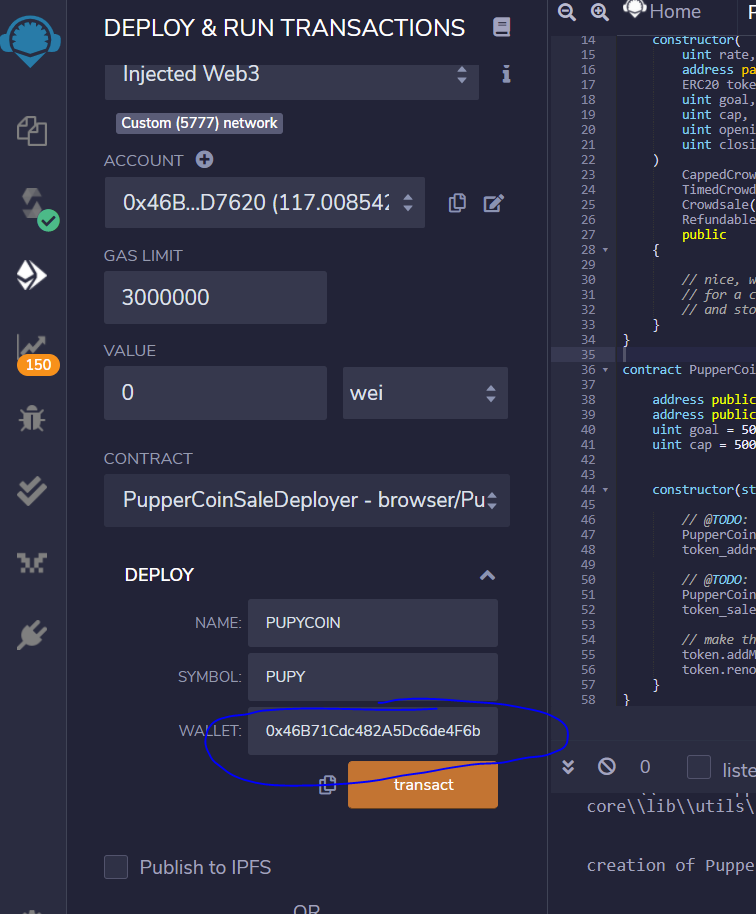 DEPLOY & RUN TRANSACTIONS
Injected Web3
Custom (5777) network
ACCOUNT
0x46B...D7620 (117.008542
GAS LIMIT
3000000
VALUE
0
wei
CONTRACT
PupperCoinSaleDeployer - browser/Pu
DEPLOY
NAME:
PUPYCOIN
SYMBOL:
PUPY
WALLET:
0x46B71Cdc482A5Dc6de4F6b
transact
Publish to IPFS
OR
150
Home
14 constructor(
15 uint rate,
16 address pa
17 ERC20 toke
18 uint goal,
19 uint cap,
20 uint openi
21 uint closi
22 )
23 CappedCrow
24 TimedCrowd
25 Crowdsale(
26 Refundable
27 public
28 {
29
30 // nice, w
31 // for a c
32 // and sto
33 }
34 }
35
36 contract PupperCoi
37
38 address public
39 address public
40 uint goal = 50
41 uint cap = 500
42
43
44 constructor(st
45
46 // @TODO:
47 PupperCoin
48 token_addr
49
50 // @TODO:
51 PupperCoin
52 token_sale
53
54 // make th
55 token.addM
56 token.reno
57 }
58 }
0
liste
core\\lib\\utils\
creation of Puppe